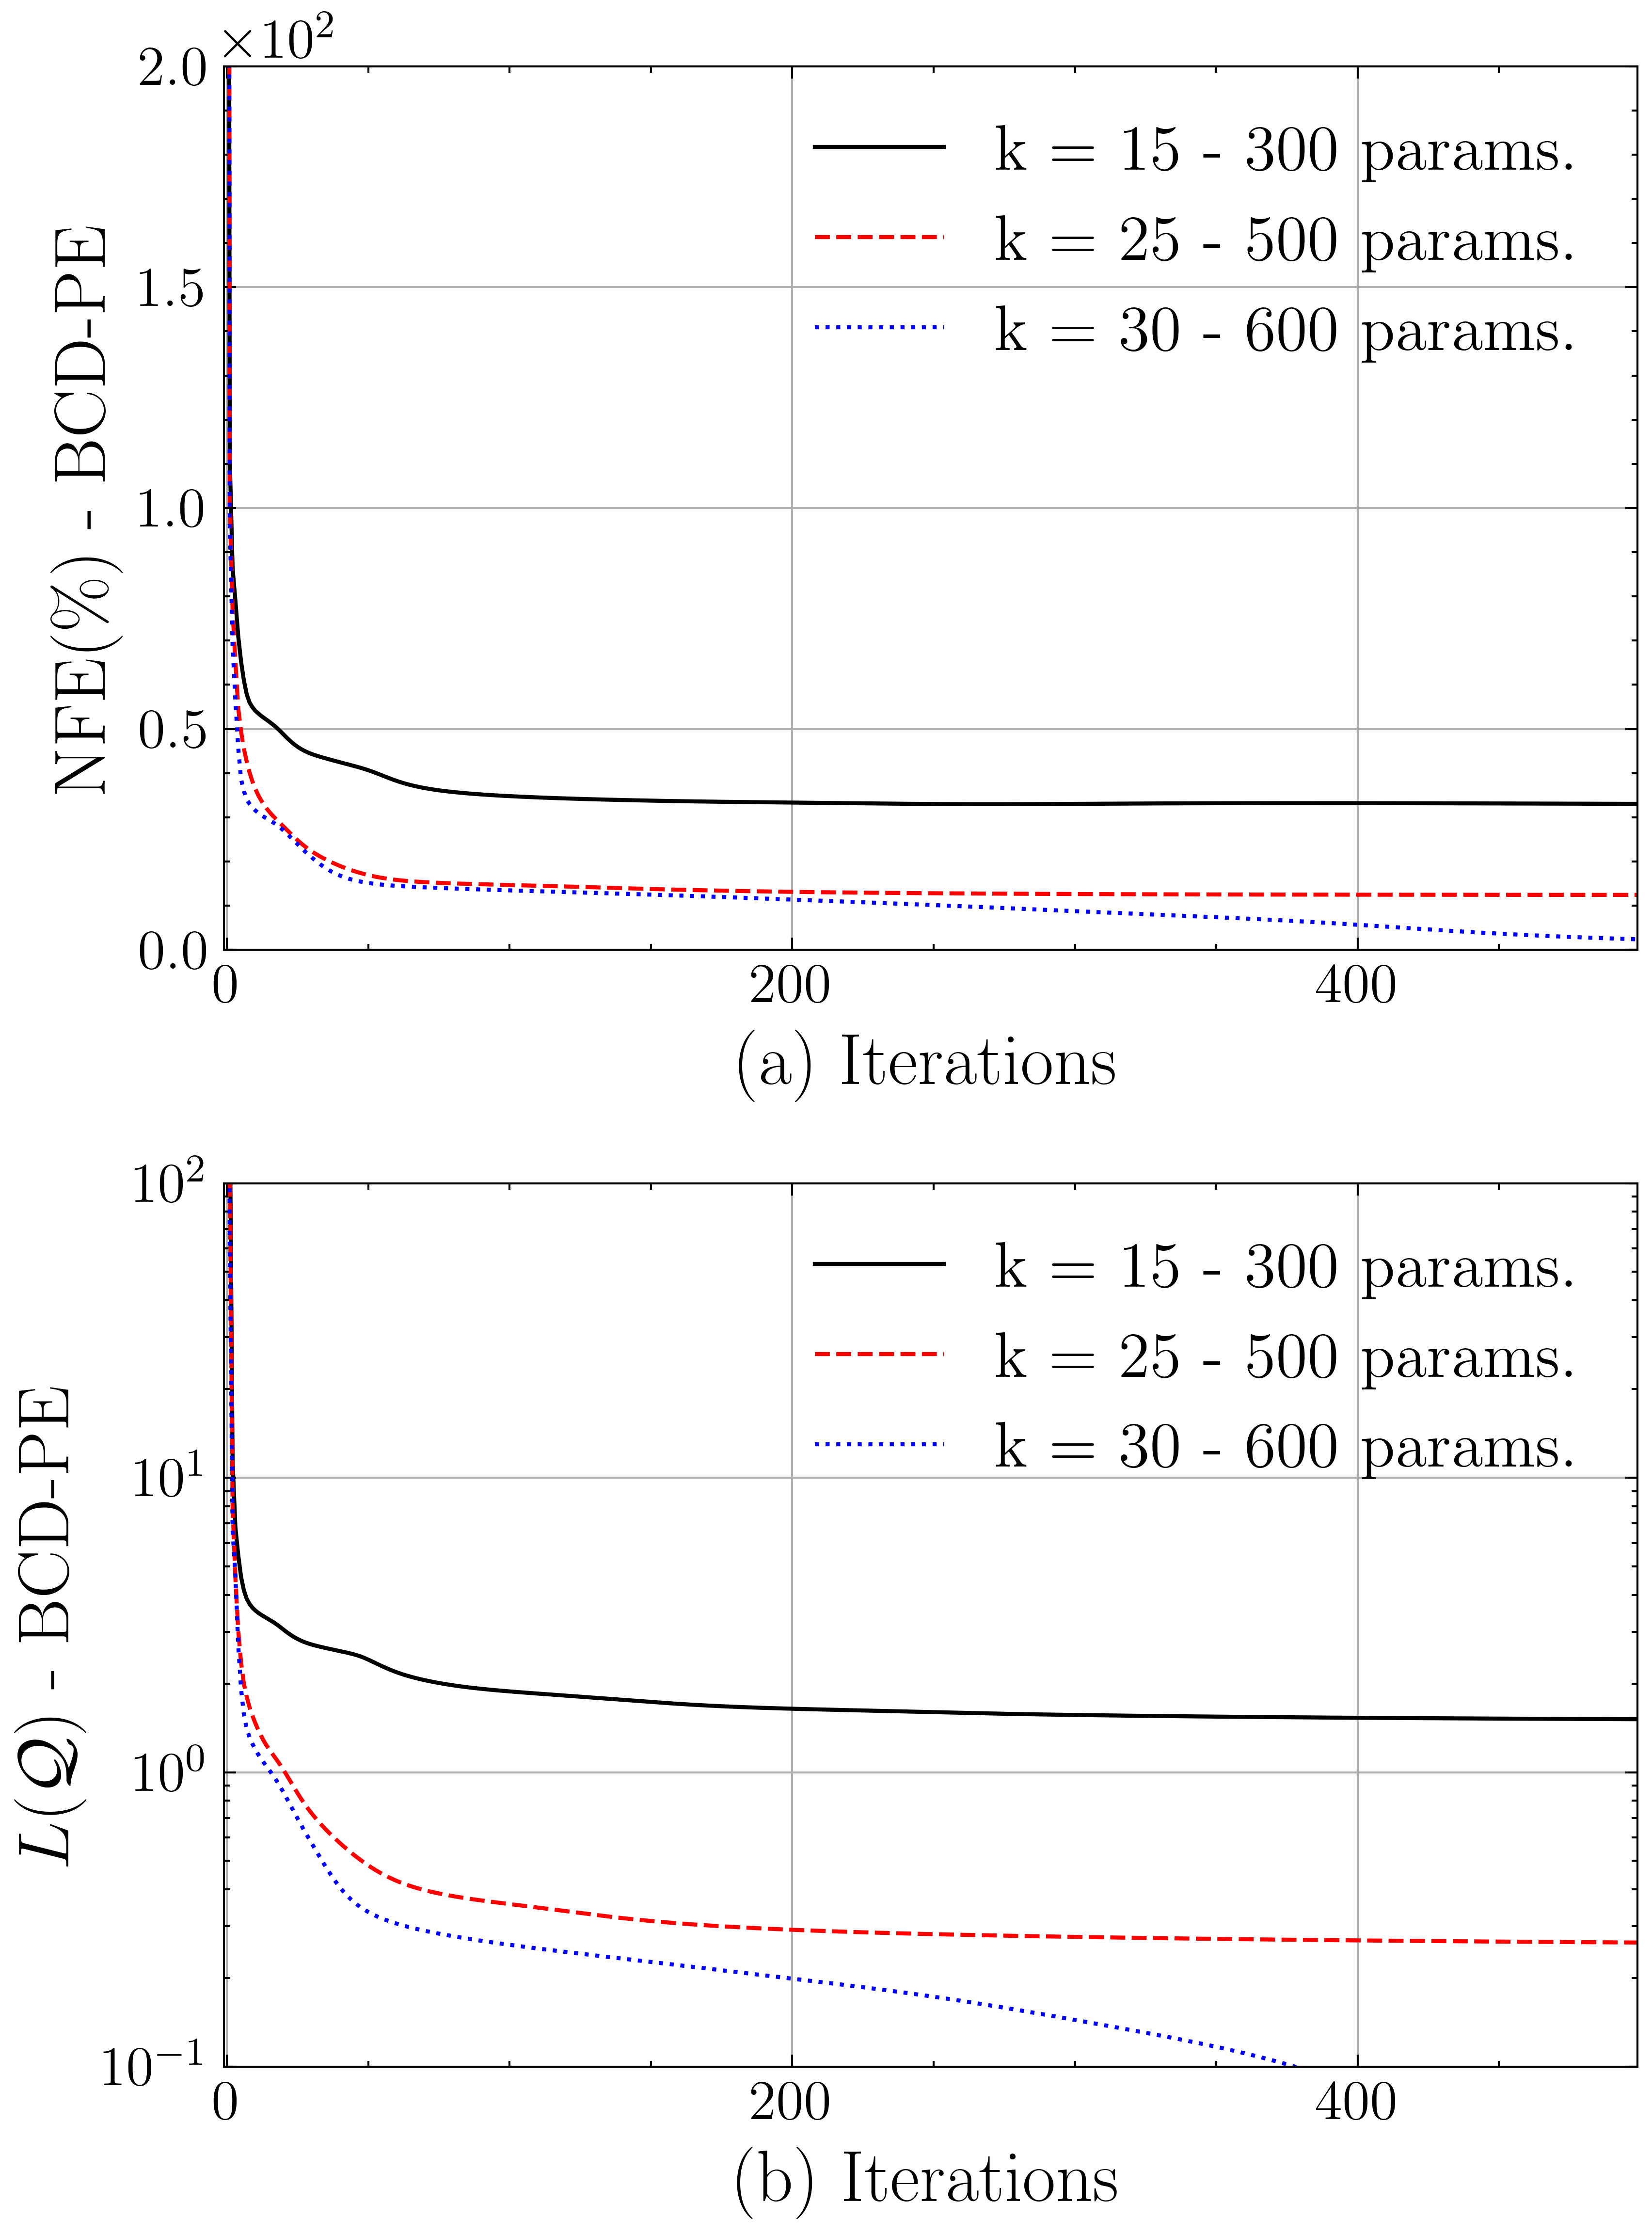 ×10²
2.0
1.5
1.0
0.5
0.0
NFE(%) - BCD-PE
k = 15 - 300 params.
k = 25 - 500 params.
k = 30 - 600 params.
0 200 400
(a) Iterations
10²
10¹
10⁰
10⁻¹
L(𝓠) - BCD-PE
k = 15 - 300 params.
k = 25 - 500 params.
k = 30 - 600 params.
0 200 400
(b) Iterations